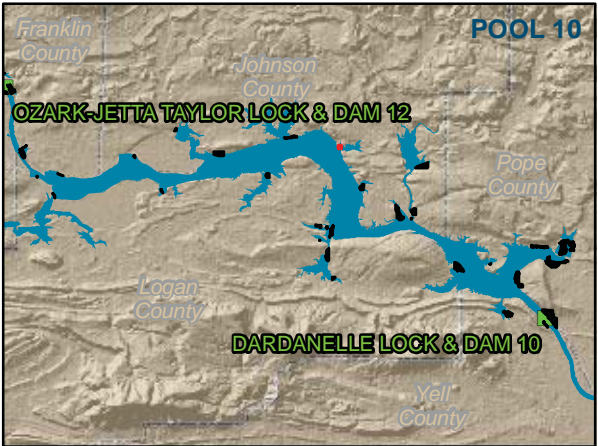 POOL 10
Franklin
County
Johnson
County
OZARK-JETTA TAYLOR LOCK & DAM 12
Pope
County
Logan
County
DARDANELLE LOCK & DAM 10
Yell
County